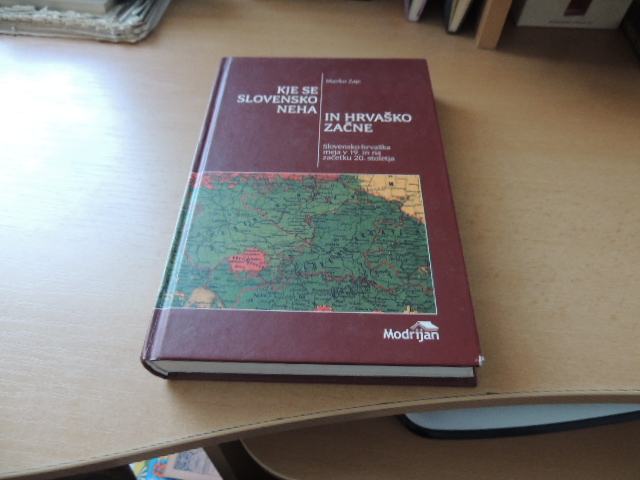 Marko Zajc
KJE SE
SLOVENSKO
NEHA
IN HRVAŠKO
ZAČNE
Slovensko-hrvaška
meja v 19. in na
začetku 20. stoletja
Modrijan